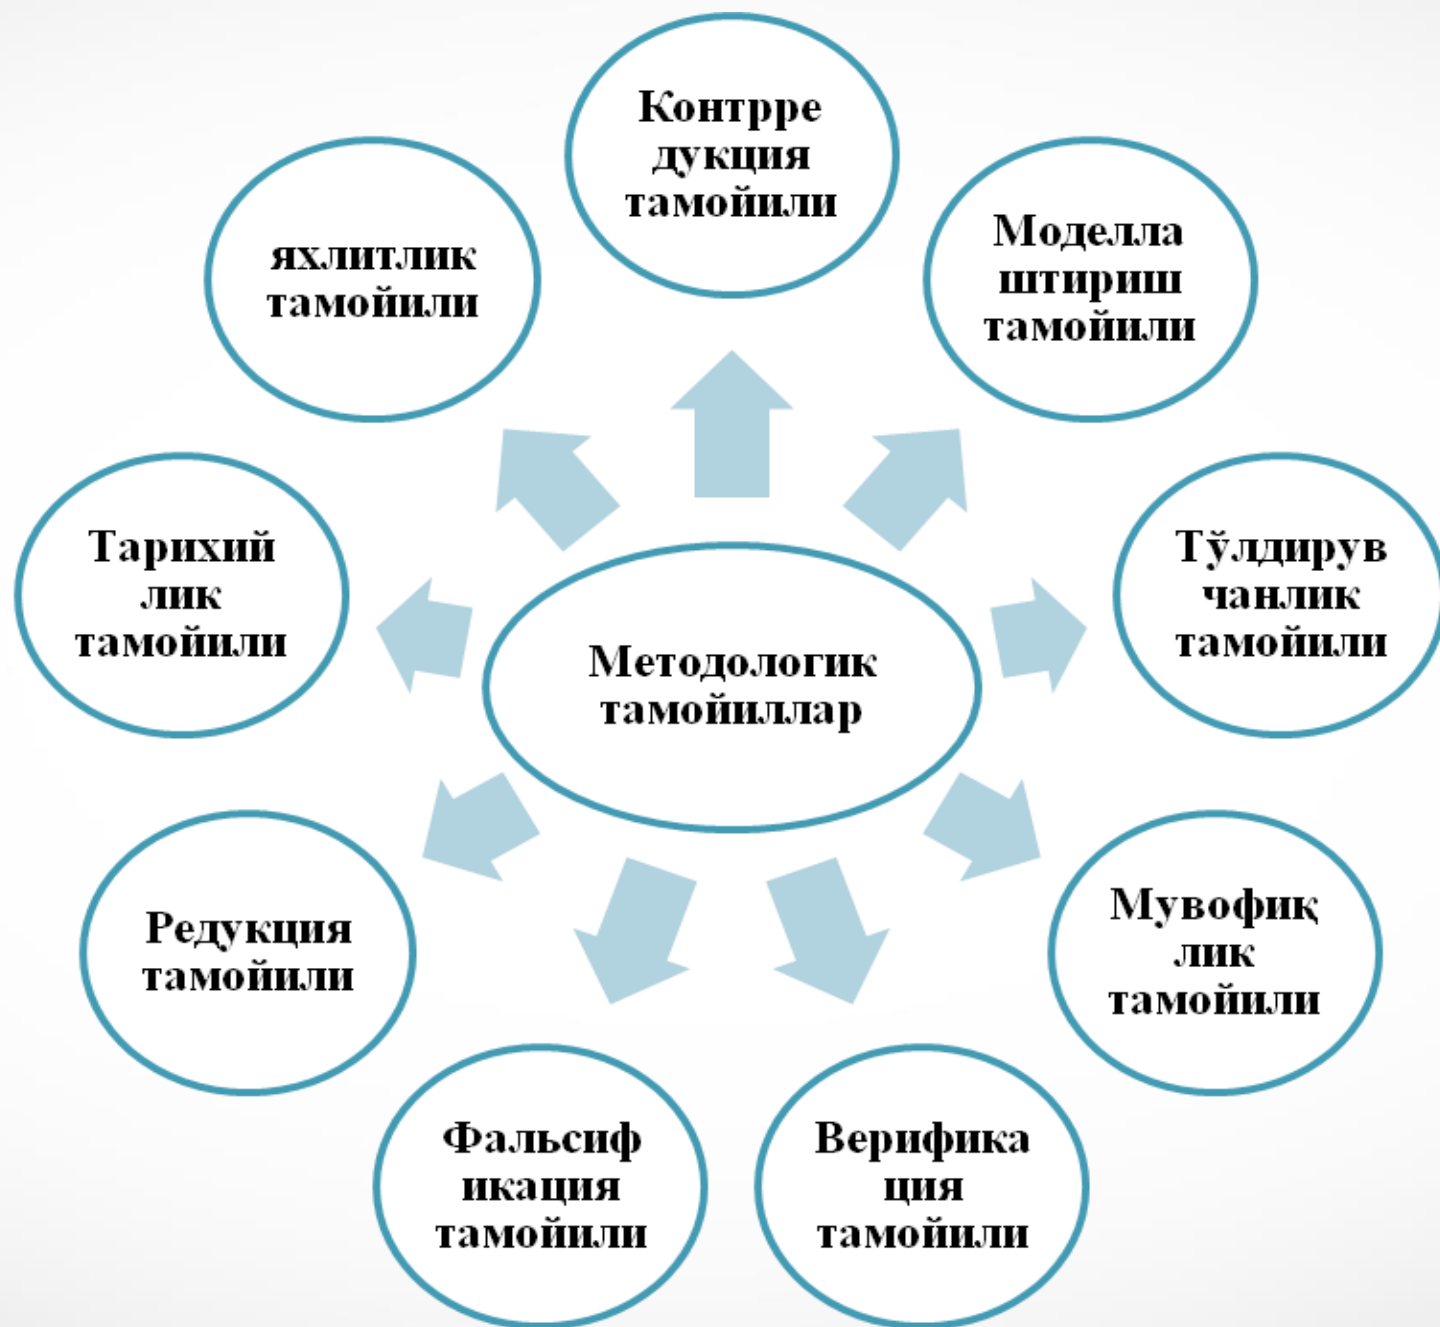 Контрре
дукция
тамойили
Моделла
штириш
тамойили
Тўлдирув
чанлик
тамойили
Мувофиқ
лик
тамойили
Верифика
ция
тамойили
Фальсиф
икация
тамойили
Редукция
тамойили
Тарихий
лик
тамойили
яхлитлик
тамойили
Методологик
тамойиллар